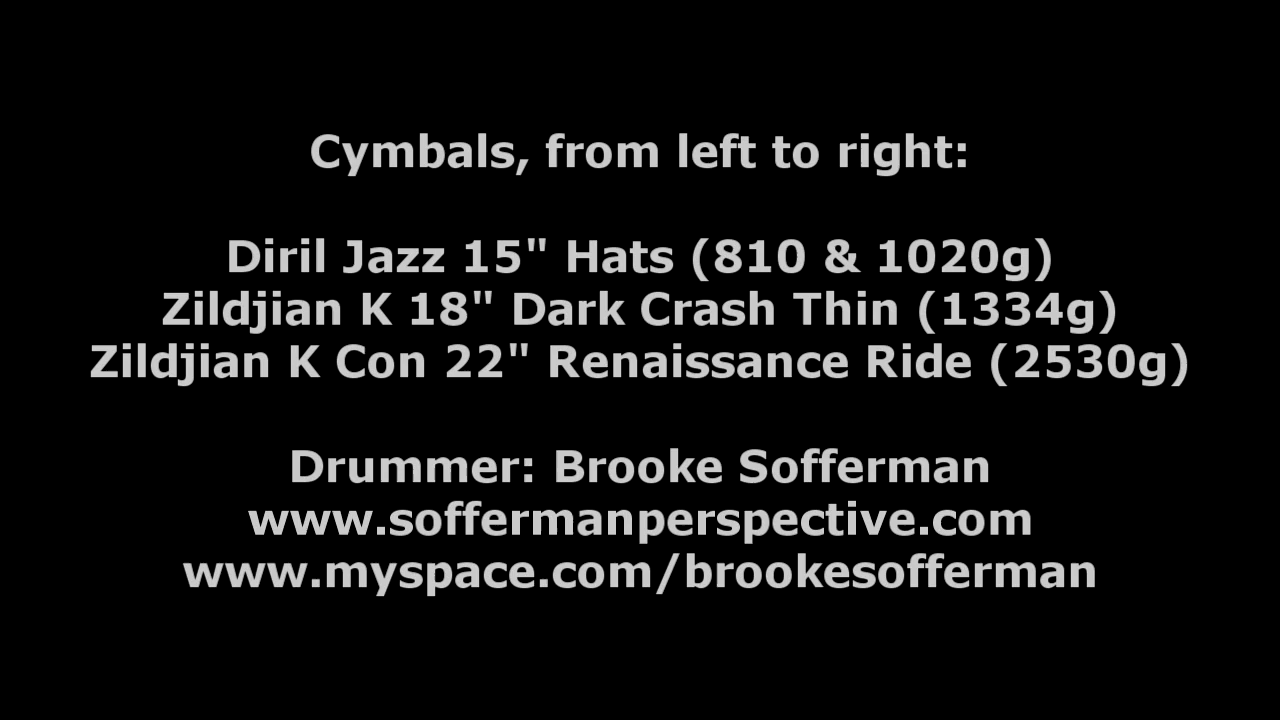 Cymbals, from left to right:
Diril Jazz 15" Hats (810 & 1020g)
Zildjian K 18" Dark Crash Thin (1334g)
Zildjian K Con 22" Renaissance Ride (2530g)
Drummer: Brooke Sofferman
www.soffermanperspective.com
www.myspace.com/brookesofferman